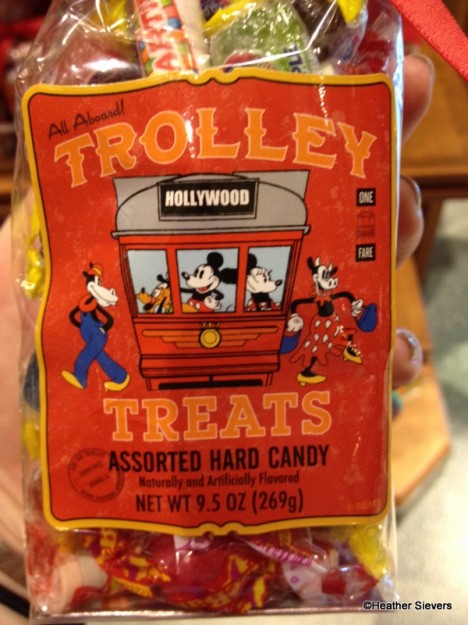 All Aboard!
TROLLEY
HOLLYWOOD
ONE
FARE
TREATS
ASSORTED HARD CANDY
Naturally and Artificially Flavored
NET WT 9.5 OZ (269g)
©Heather Sievers